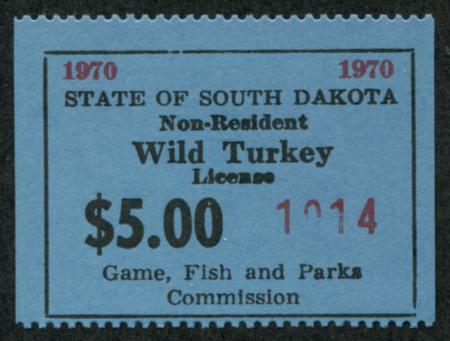 1970 1970
STATE OF SOUTH DAKOTA
Non-Resident
Wild Turkey
License
$5.00 1014
Game, Fish and Parks
Commission